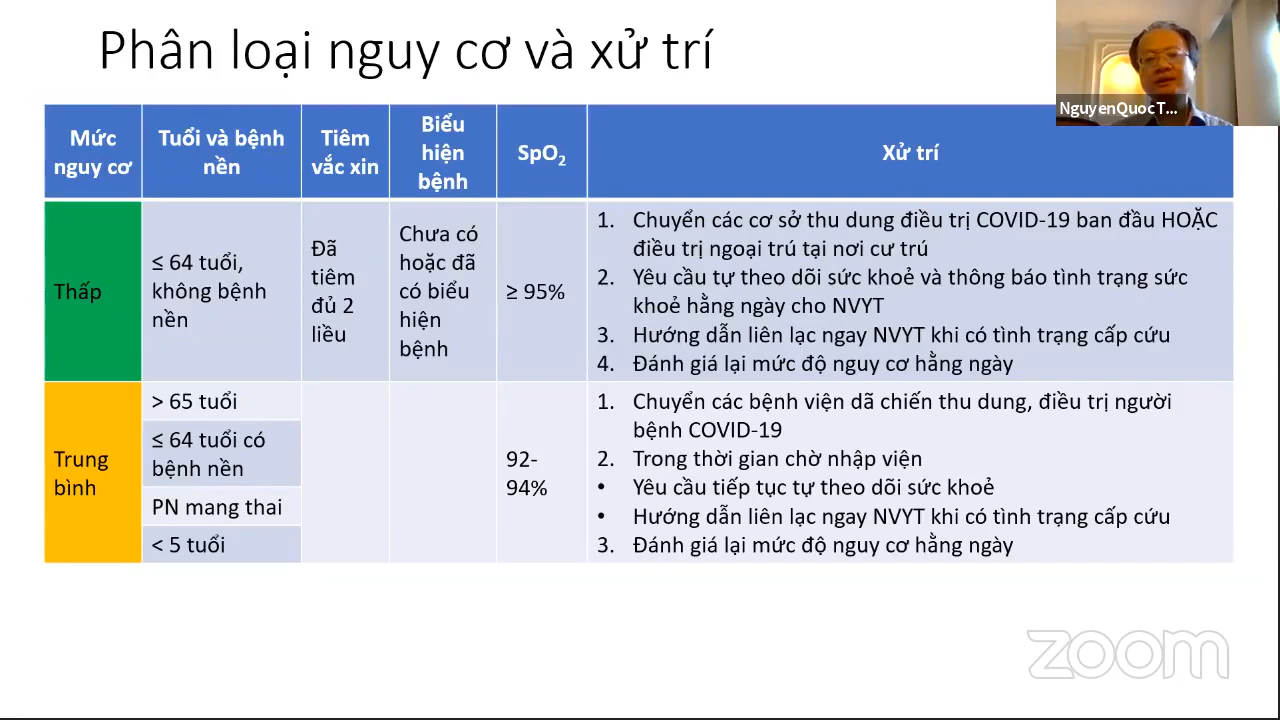 Phân loại nguy cơ và xử trí
NguyenQuocT...
Mức
nguy cơ
Tuổi và bệnh
nền
Tiêm
vắc xin
Biểu
hiện
bệnh
SpO₂
Xử trí
Thấp
≤ 64 tuổi,
không bệnh
nền
Đã
tiêm
đủ 2
liều
Chưa có
hoặc đã
có biểu
hiện
bệnh
≥ 95%
1. Chuyển các cơ sở thu dung điều trị COVID-19 ban đầu HOẶC
điều trị ngoại trú tại nơi cư trú
2. Yêu cầu tự theo dõi sức khoẻ và thông báo tình trạng sức
khoẻ hằng ngày cho NVYT
3. Hướng dẫn liên lạc ngay NVYT khi có tình trạng cấp cứu
4. Đánh giá lại mức độ nguy cơ hằng ngày
Trung
bình
> 65 tuổi
≤ 64 tuổi có
bệnh nền
PN mang thai
< 5 tuổi
92-
94%
1. Chuyển các bệnh viện dã chiến thu dung, điều trị người
bệnh COVID-19
2. Trong thời gian chờ nhập viện
• Yêu cầu tiếp tục tự theo dõi sức khoẻ
• Hướng dẫn liên lạc ngay NVYT khi có tình trạng cấp cứu
3. Đánh giá lại mức độ nguy cơ hằng ngày
zoom